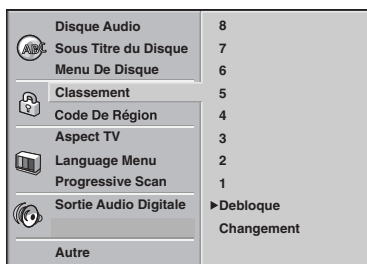 Disque Audio
Sous Titre du Disque
Menu De Disque
Classement
Code De Région
Aspect TV
Language Menu
Progressive Scan
Sortie Audio Digitale
Autre
8
7
6
5
4
3
2
1
▶Debloque
Changement
ABC
?